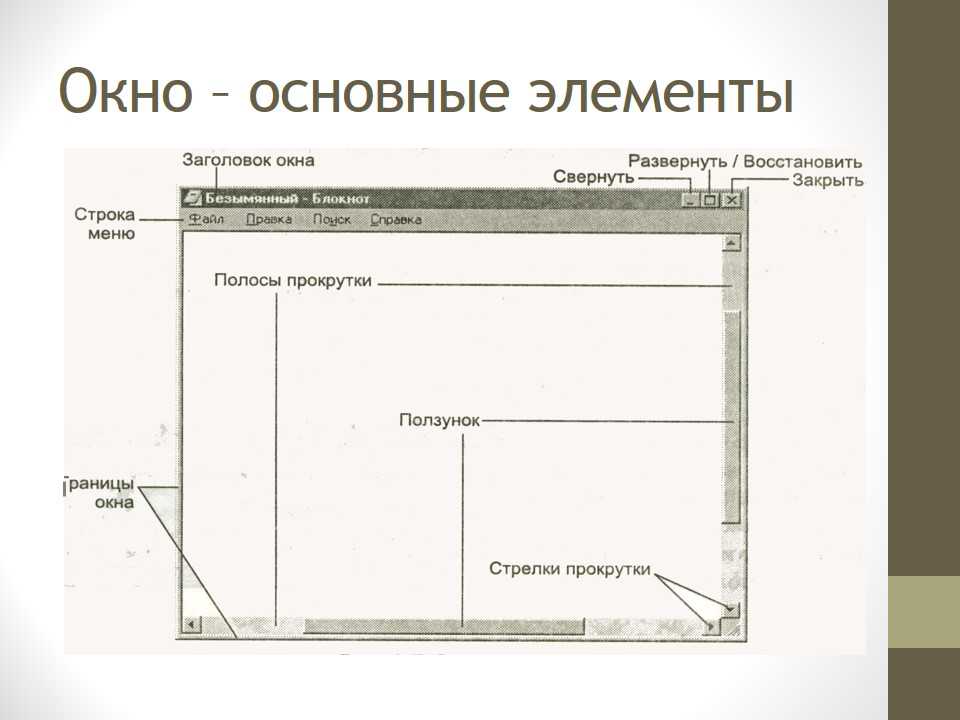 Окно – основные элементы
Заголовок окна
Развернуть / Восстановить
Свернуть
Закрыть
Безымянный - Блокнот
Строка
меню
Файл Правка Поиск Справка
Полосы прокрутки
Ползунок
Границы
окна
Стрелки прокрутки